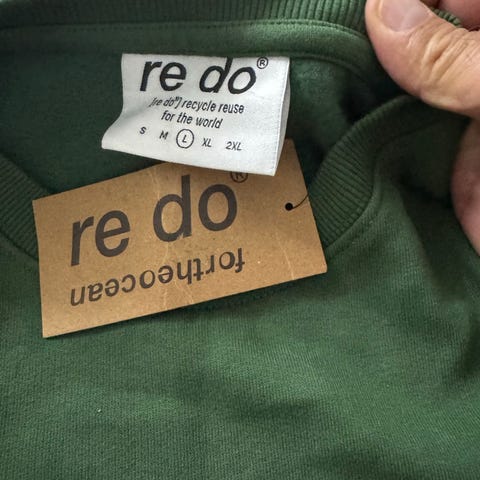 re do®
[re do"] recycle reuse
for the world
S M L XL 2XL
re do®
fortheocean